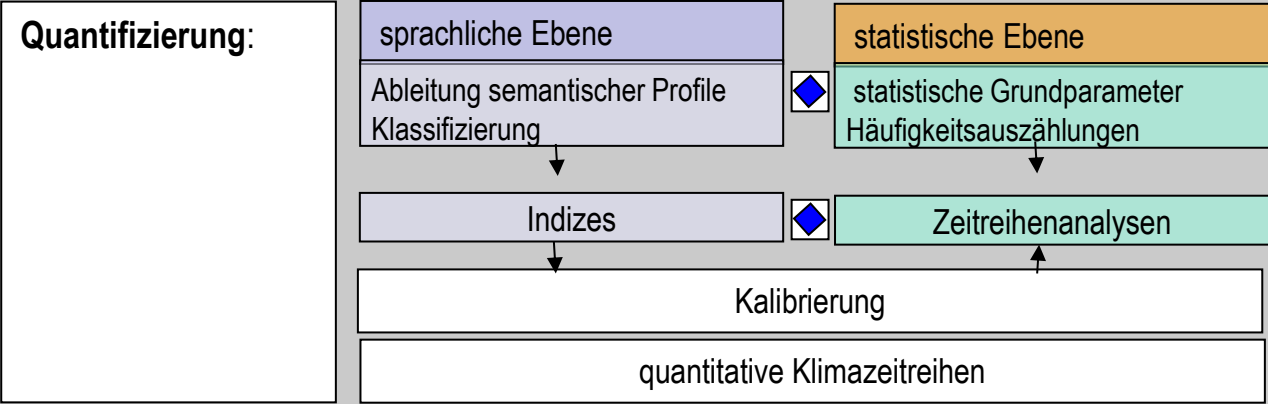 Quantifizierung:
sprachliche Ebene
statistische Ebene
Ableitung semantischer Profile
Klassifizierung
statistische Grundparameter
Häufigkeitsauszählungen
Indizes
Zeitreihenanalysen
Kalibrierung
quantitative Klimazeitreihen